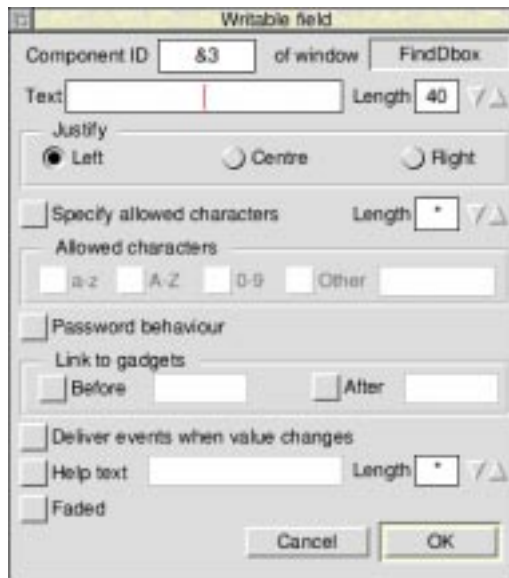 Writable field
Component ID &3 of window FindDbox
Text Length 40
Justify
Left Centre Right
Specify allowed characters Length *
Allowed characters
a-z A-Z 0-9 Other
Password behaviour
Link to gadgets
Before After
Deliver events when value changes
Help text Length *
Faded
Cancel OK